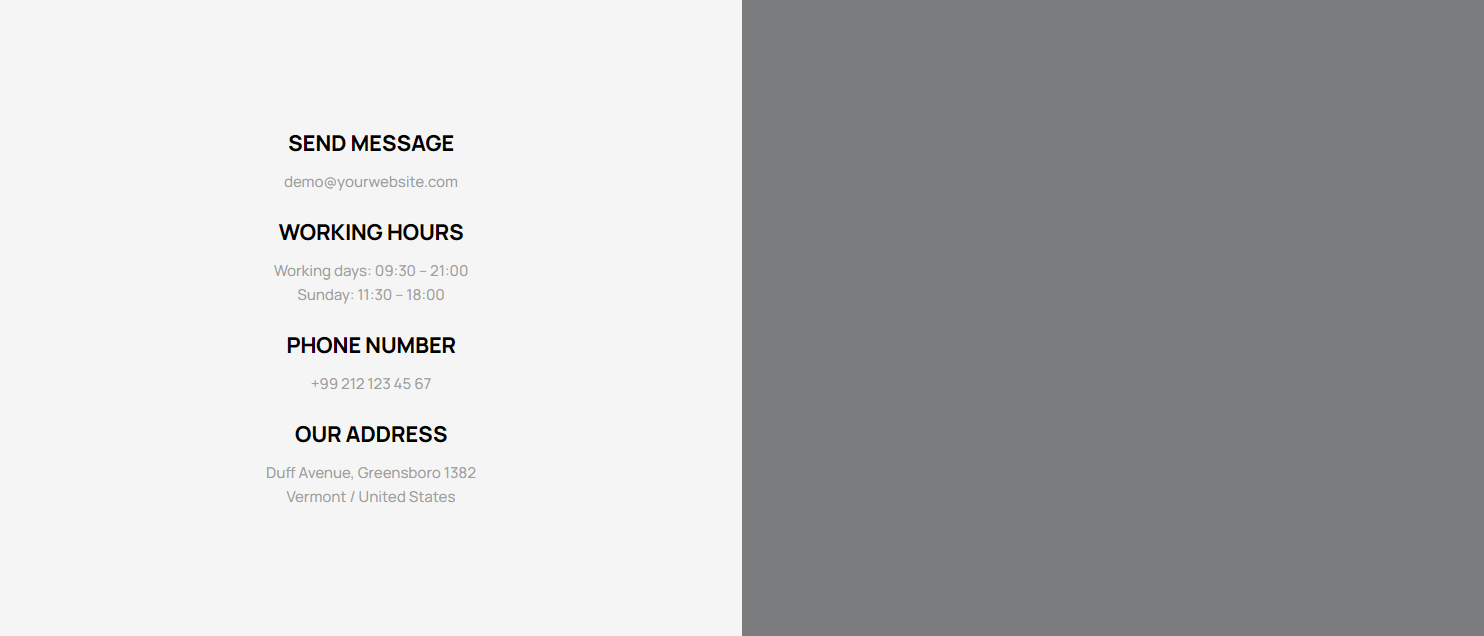 SEND MESSAGE
demo@yourwebsite.com
WORKING HOURS
Working days: 09:30 – 21:00
Sunday: 11:30 – 18:00
PHONE NUMBER
+99 212 123 45 67
OUR ADDRESS
Duff Avenue, Greensboro 1382
Vermont / United States